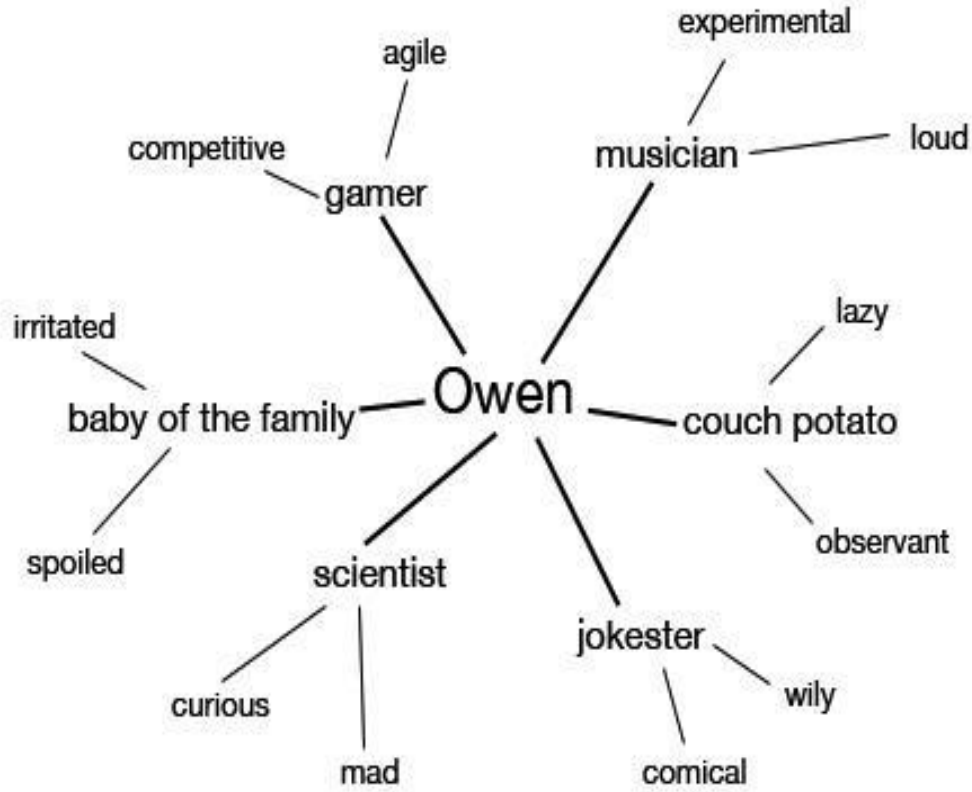 experimental
agile
loud
competitive
musician
gamer
lazy
irritated
Owen
baby of the family
couch potato
observant
spoiled
scientist
jokester
wily
curious
mad
comical